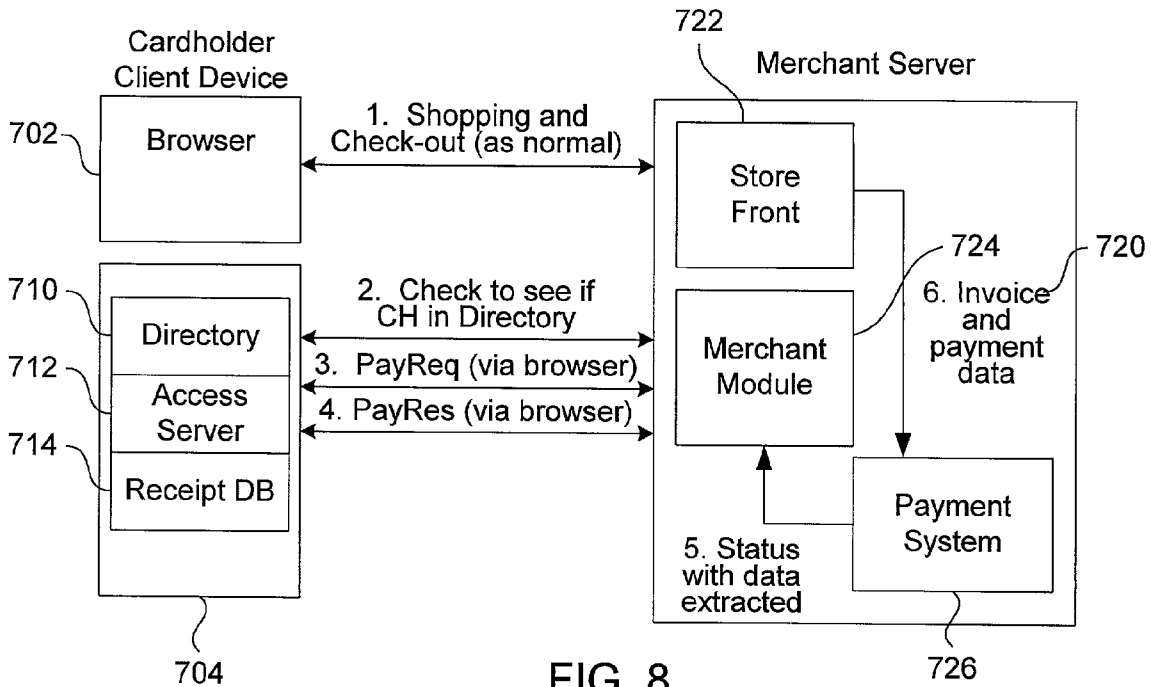 722
Cardholder
Client Device
Merchant Server
702
Browser
1. Shopping and
Check-out (as normal)
Store
Front
724
720
710
Directory
2. Check to see if
CH in Directory
6. Invoice
and
payment
data
712
Access
Server
3. PayReq (via browser)
Merchant
Module
4. PayRes (via browser)
714
Receipt DB
Payment
System
5. Status
with data
extracted
704
FIG. 8
726